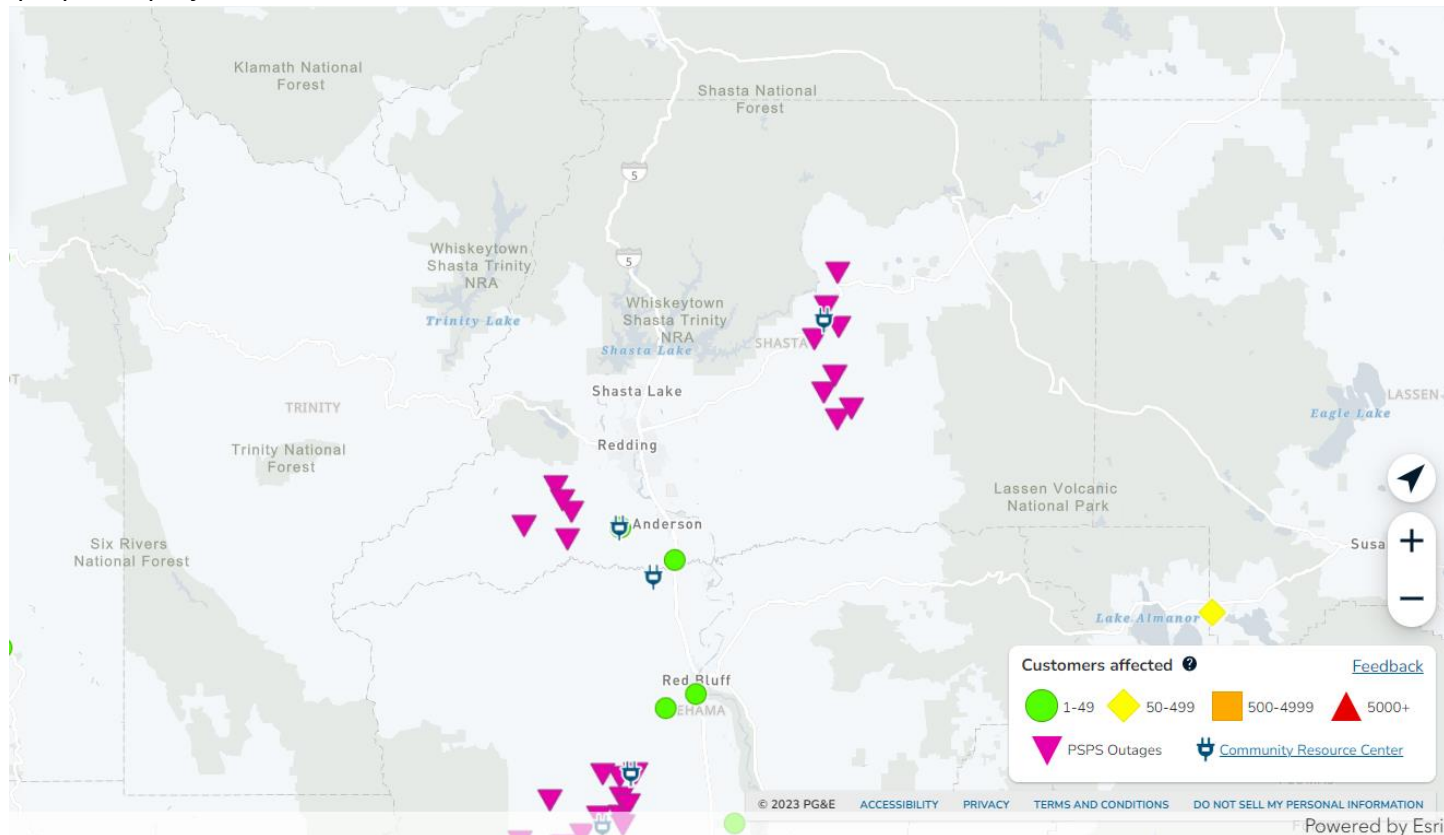 Klamath National
Forest
Shasta National
Forest
5
Whiskeytown
Shasta Trinity
NRA
5
Whiskeytown
Shasta Trinity
NRA
Trinity Lake
Shasta Lake
SHASTA
Shasta Lake
LASSEN
Eagle Lake
TRINITY
Redding
Trinity National
Forest
Lassen Volcanic
National Park
Anderson
Six Rivers
National Forest
Susa
Lake Almanor
Red Bluff
EHAMA
Customers affected ? Feedback
1-49 50-499 500-4999 5000+
PSPS Outages Community Resource Center
© 2023 PG&E ACCESSIBILITY PRIVACY TERMS AND CONDITIONS DO NOT SELL MY PERSONAL INFORMATION
Powered by Esri